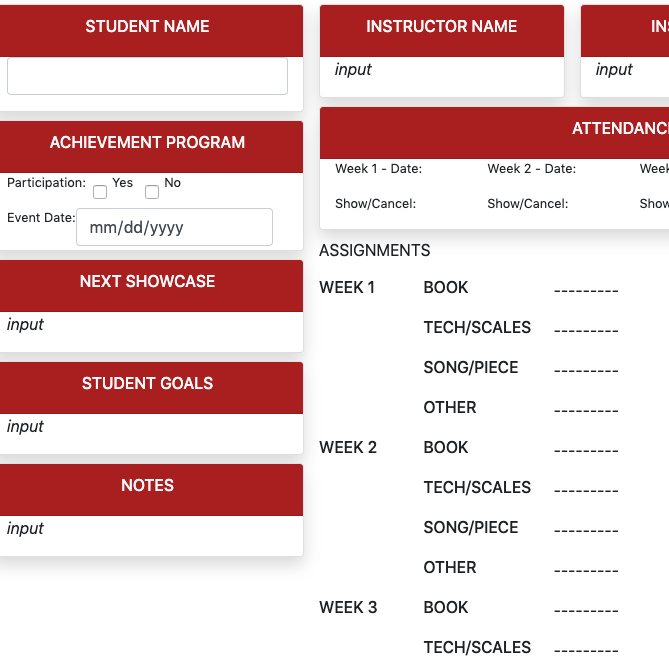 STUDENT NAME
ACHIEVEMENT PROGRAM
Participation: Yes No
Event Date: mm/dd/yyyy
NEXT SHOWCASE
input
STUDENT GOALS
input
NOTES
input
INSTRUCTOR NAME
input
IN
input
ATTENDANC
Week 1 - Date: Week 2 - Date: Week
Show/Cancel: Show/Cancel: Show
ASSIGNMENTS
WEEK 1 BOOK ---------
TECH/SCALES ---------
SONG/PIECE ---------
OTHER ---------
WEEK 2 BOOK ---------
TECH/SCALES ---------
SONG/PIECE ---------
OTHER ---------
WEEK 3 BOOK ---------
TECH/SCALES ---------